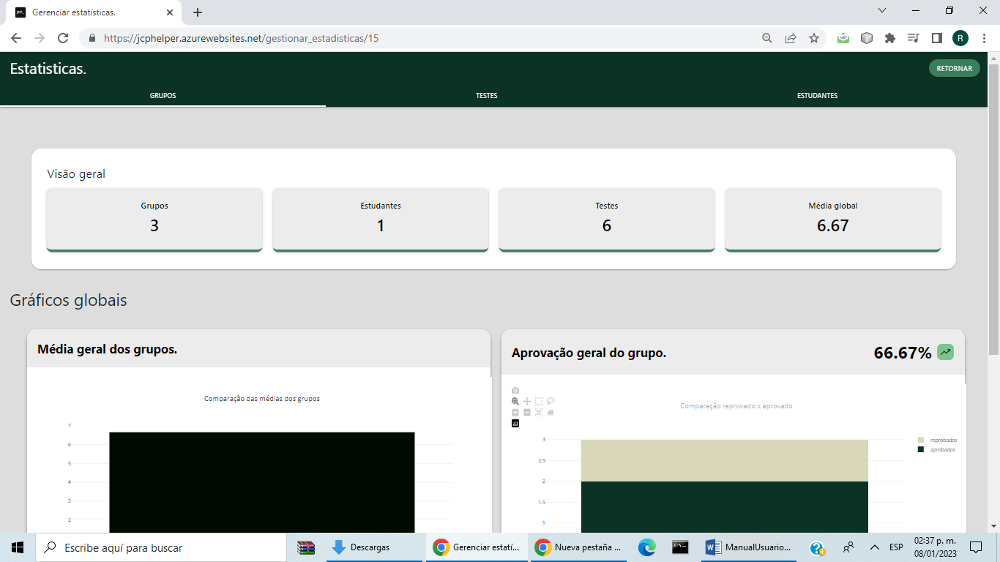 Gerenciar estatísticas.
https://jcphelper.azurewebsites.net/gestionar_estadisticas/15
R
Estatisticas.
RETORNAR
GRUPOS
TESTES
ESTUDANTES
Visão geral
Grupos
3
Estudantes
1
Testes
6
Média global
6.67
Gráficos globais
Média geral dos grupos.
Comparação das médias dos grupos
7
6
5
4
3
2
Aprovação geral do grupo.
66.67%
Comparação reprovado x aprovado
3
2.5
2
1.5
1
reprobados
aprobados
Escribe aquí para buscar
Descargas
Gerenciar estatí...
Nueva pestaña ...
ManualUsuario...
ESP
02:37 p. m.
08/01/2023